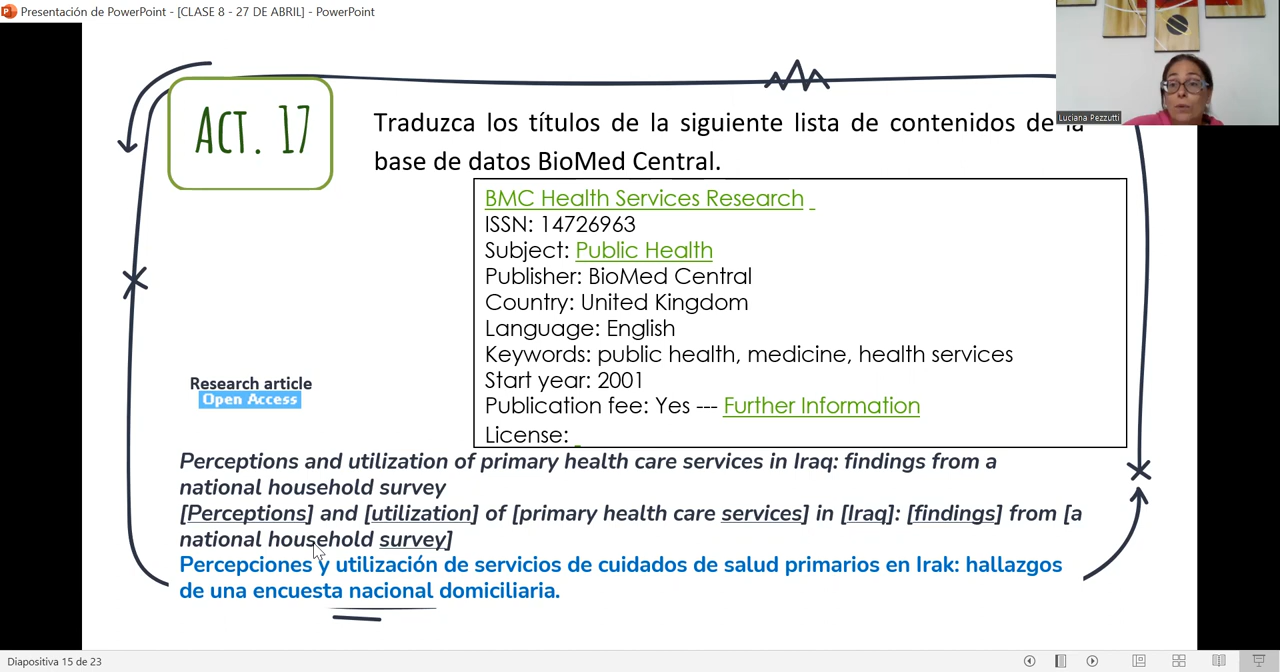 Presentación de PowerPoint - [CLASE 8 - 27 DE ABRIL] - PowerPoint
Luciana Pezzutti
ACT. 17
Traduzca los títulos de la siguiente lista de contenidos de la
base de datos BioMed Central.
BMC Health Services Research
ISSN: 14726963
Subject: Public Health
Publisher: BioMed Central
Country: United Kingdom
Language: English
Keywords: public health, medicine, health services
Start year: 2001
Publication fee: Yes --- Further Information
License:
Research article
Open Access
Perceptions and utilization of primary health care services in Iraq: findings from a
national household survey
[Perceptions] and [utilization] of [primary health care services] in [Iraq]: [findings] from [a
national household survey]
Percepciones y utilización de servicios de cuidados de salud primarios en Irak: hallazgos
de una encuesta nacional domiciliaria.
Diapositiva 15 de 23